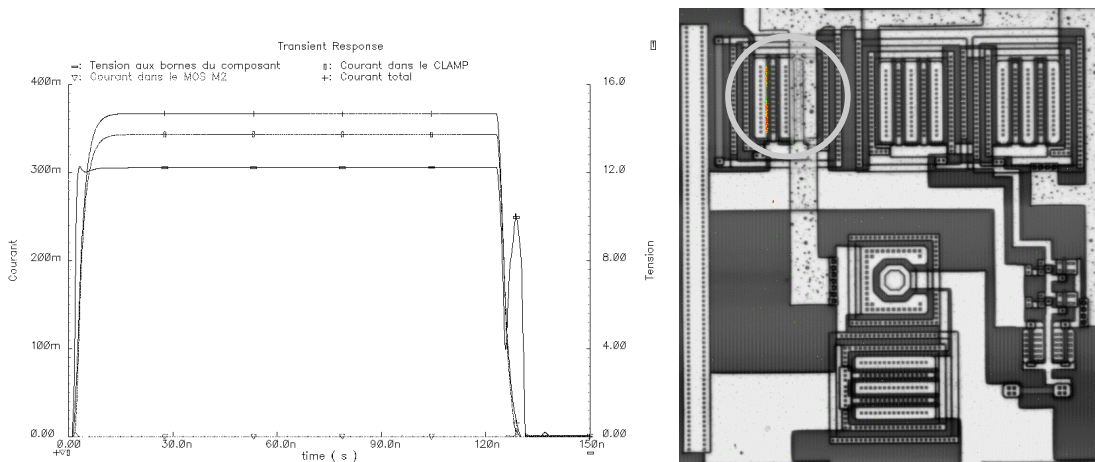 Transient Response
Tension aux bornes du composant
Courant dans le CLAMP
Courant dans le MOS M2
Courant total
400m
300m
200m
100m
0.00
Courant
16.0
12.0
8.00
4.00
0.00
Tension
0.00 30.0n 60.0n 90.0n 120n 150n
time ( s )